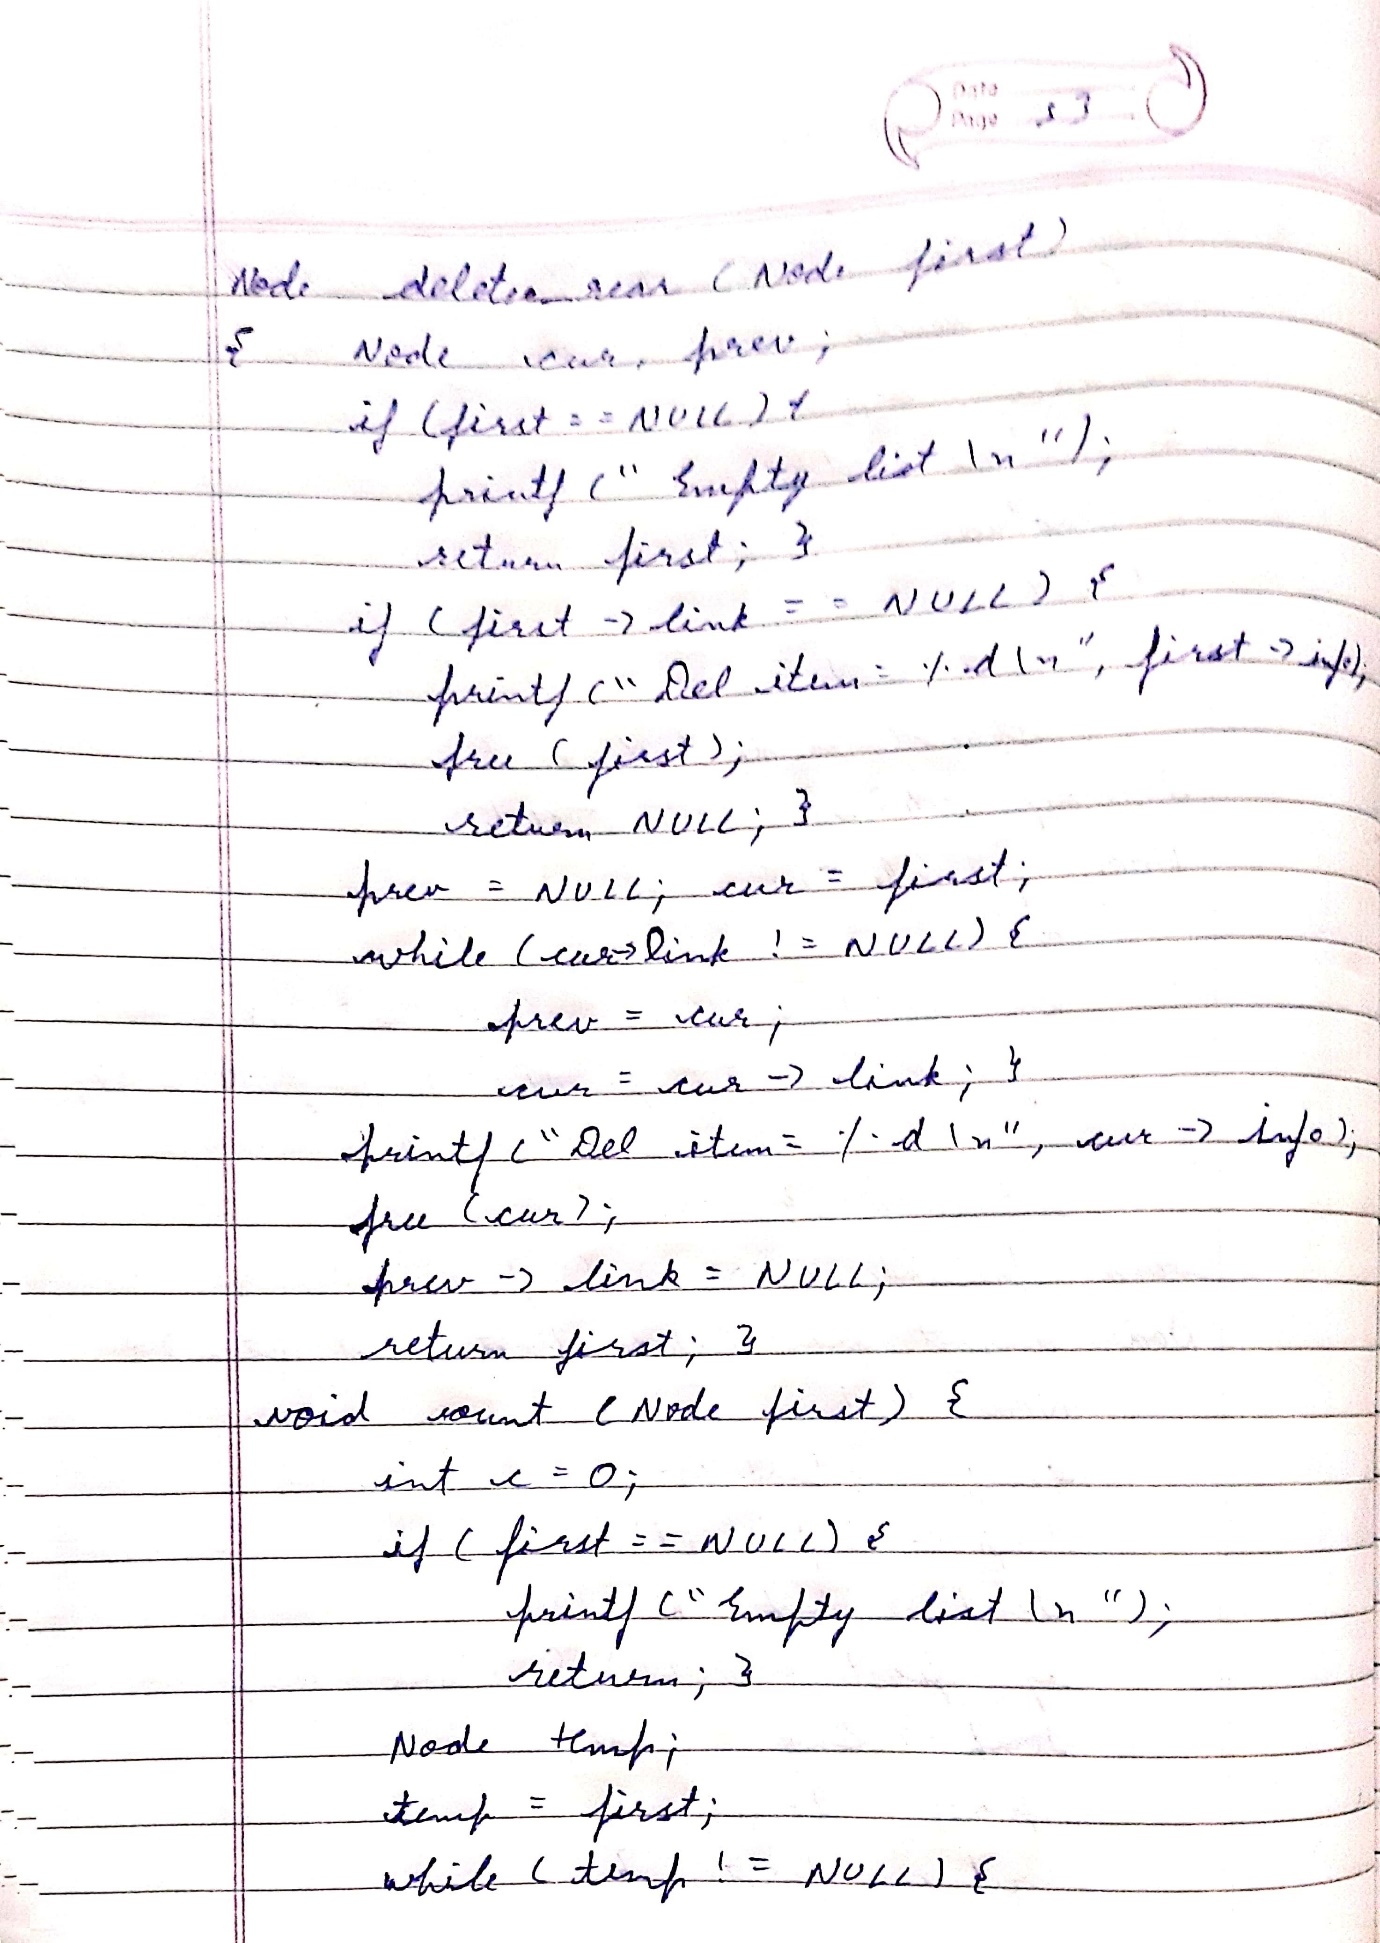 Date
Page 53
Node delete_rear (Node first)
{ Node cur, prev;
if (first == NULL) {
printf (" Empty list \n ");
return first; }
if (first -> link == NULL) {
printf (" Del item = %d \n", first -> info);
free (first);
return NULL; }
prev = NULL; cur = first;
while (cur->link != NULL) {
prev = cur;
cur = cur -> link; }
printf ("Del item = %d \n", cur -> info);
free (cur);
prev -> link = NULL;
return first; }
void count (Node first) {
int c = 0;
if (first == NULL) {
printf (" Empty list \n ");
return; }
Node temp;
temp = first;
while (temp != NULL) {